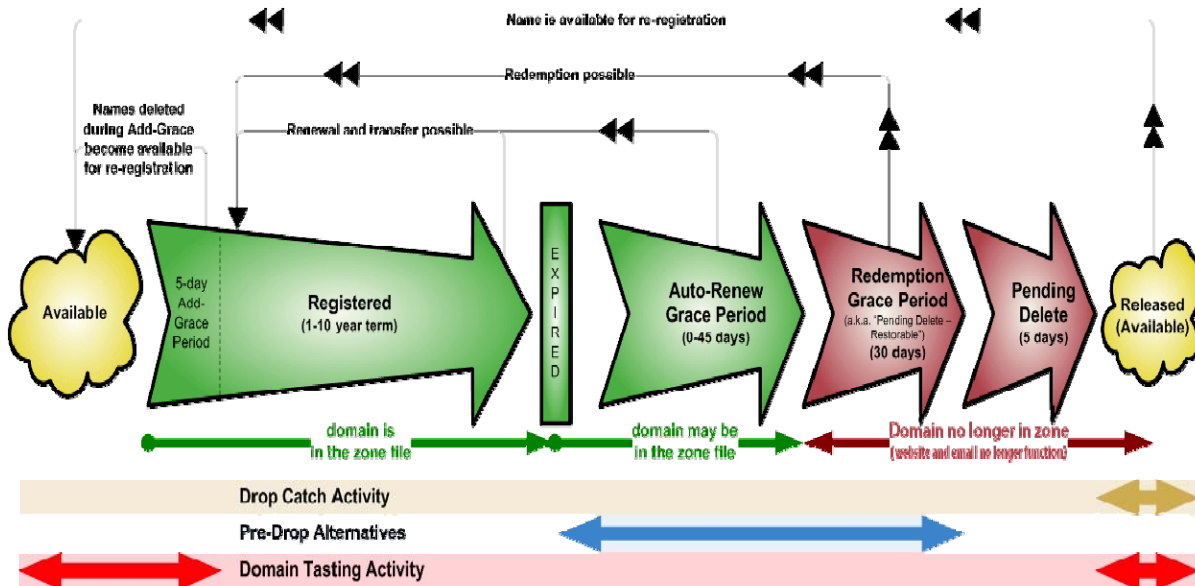 Name is available for re-registration
Redemption possible
Names deleted
during Add-Grace
become available
for re-registration
Renewal and transfer possible
Available
5-day
Add-
Grace
Period
Registered
(1-10 year term)
EXPIRED
Auto-Renew
Grace Period
(0-45 days)
Redemption
Grace Period
(a.k.a. "Pending Delete –
Restorable")
(30 days)
Pending
Delete
(5 days)
Released
(Available)
domain is
in the zone file
domain may be
in the zone file
Domain no longer in zone
(website and email no longer function)
Drop Catch Activity
Pre-Drop Alternatives
Domain Tasting Activity